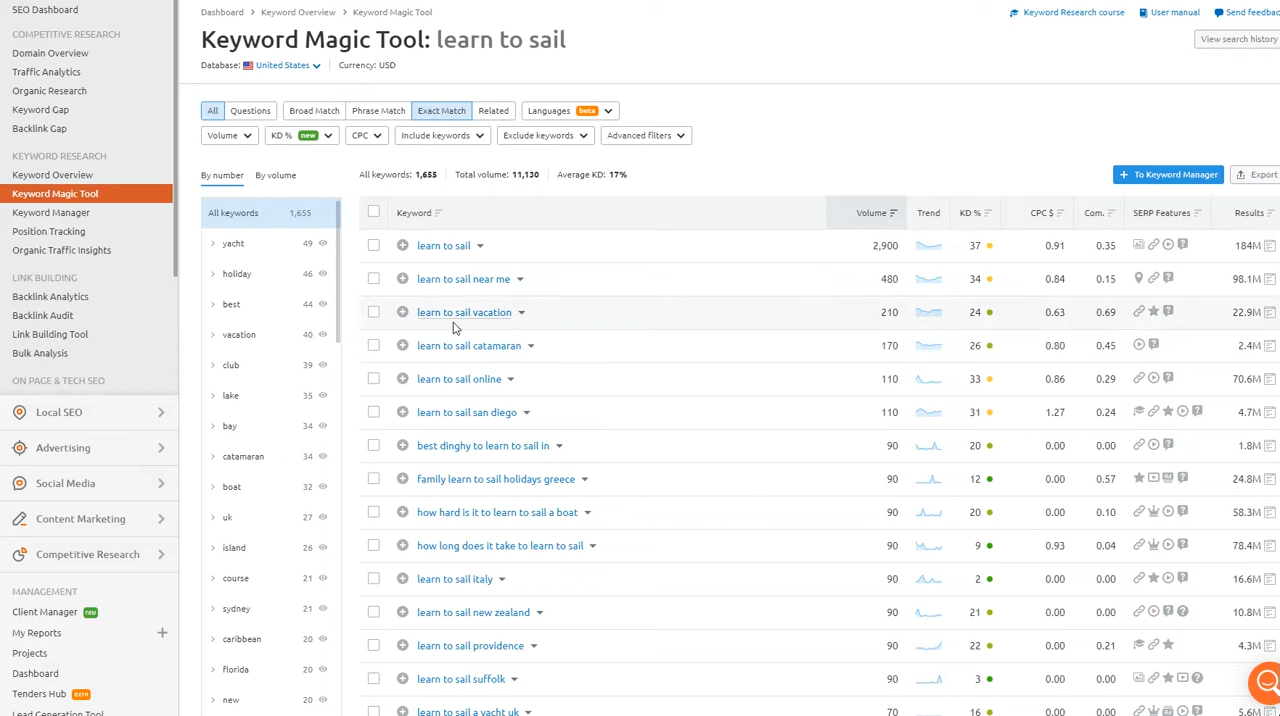 SEO Dashboard
COMPETITIVE RESEARCH
Domain Overview
Traffic Analytics
Organic Research
Keyword Gap
Backlink Gap
KEYWORD RESEARCH
Keyword Overview
Keyword Magic Tool
Keyword Manager
Position Tracking
Organic Traffic Insights
LINK BUILDING
Backlink Analytics
Backlink Audit
Link Building Tool
Bulk Analysis
ON PAGE & TECH SEO
Local SEO
Advertising
Social Media
Content Marketing
Competitive Research
MANAGEMENT
Client Manager new
My Reports +
Projects
Dashboard
Tenders Hub BETA
Lead Generation Tool
Dashboard > Keyword Overview > Keyword Magic Tool
Keyword Research course User manual Send feedbac
Keyword Magic Tool: learn to sail
View search history
Database: United States Currency: USD
All Questions Broad Match Phrase Match Exact Match Related Languages beta
Volume KD % new CPC Include keywords Exclude keywords Advanced filters
By number By volume
All keywords: 1,655 Total volume: 11,130 Average KD: 17%
+ To Keyword Manager Export
All keywords 1,655
yacht 49
holiday 46
best 44
vacation 40
club 39
lake 35
bay 34
catamaran 34
boat 32
uk 27
island 26
course 21
sydney 21
caribbean 20
florida 20
new 20
Keyword Volume Trend KD % CPC $ Com. SERP Features Results
learn to sail 2,900 37 0.91 0.35 184M
learn to sail near me 480 34 0.84 0.15 98.1M
learn to sail vacation 210 24 0.63 0.69 22.9M
learn to sail catamaran 170 26 0.80 0.45 2.4M
learn to sail online 110 33 0.86 0.29 70.6M
learn to sail san diego 110 31 1.27 0.24 4.7M
best dinghy to learn to sail in 90 20 0.00 0.00 1.8M
family learn to sail holidays greece 90 12 0.00 0.57 24.8M
how hard is it to learn to sail a boat 90 20 0.00 0.10 58.3M
how long does it take to learn to sail 90 9 0.93 0.04 78.4M
learn to sail italy 90 2 0.00 0.00 16.6M
learn to sail new zealand 90 21 0.00 0.00 10.8M
learn to sail providence 90 22 0.00 0.21 4.3M
learn to sail suffolk 90 3 0.00 0.00 9.7M
learn to sail a yacht uk 70 16 0.00 0.00 5.6M